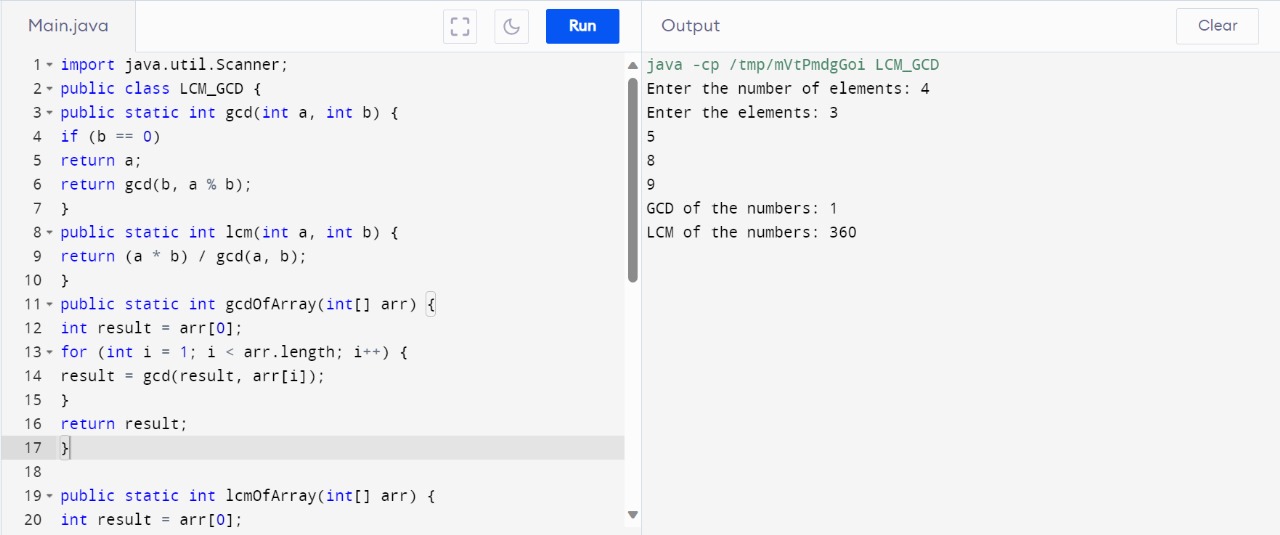 Main.java
Run
Output
Clear
1 import java.util.Scanner;
2 public class LCM_GCD {
3 public static int gcd(int a, int b) {
4 if (b == 0)
5 return a;
6 return gcd(b, a % b);
7 }
8 public static int lcm(int a, int b) {
9 return (a * b) / gcd(a, b);
10 }
11 public static int gcdOfArray(int[] arr) {
12 int result = arr[0];
13 for (int i = 1; i < arr.length; i++) {
14 result = gcd(result, arr[i]);
15 }
16 return result;
17 }
18
19 public static int lcmOfArray(int[] arr) {
20 int result = arr[0];
java -cp /tmp/mVtPmdgGoi LCM_GCD
Enter the number of elements: 4
Enter the elements: 3
5
8
9
GCD of the numbers: 1
LCM of the numbers: 360